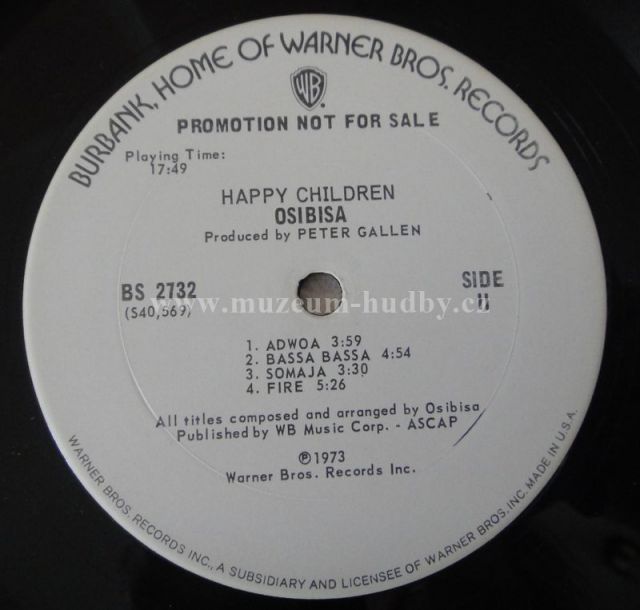 BURBANK, HOME OF WARNER BROS. RECORDS
WB
PROMOTION NOT FOR SALE
Playing Time:
17:49
HAPPY CHILDREN
OSIBISA
Produced by PETER GALLEN
BS 2732
(S40,569)
SIDE
II
www.muzeum-hudby.cz
1. ADWOA 3:59
2. BASSA BASSA 4:54
3. SOMAJA 3:30
4. FIRE 5:26
All titles composed and arranged by Osibisa
Published by WB Music Corp. - ASCAP
℗1973
Warner Bros. Records Inc.
WARNER BROS. RECORDS INC., A SUBSIDIARY AND LICENSEE OF WARNER BROS. INC. MADE IN U.S.A.